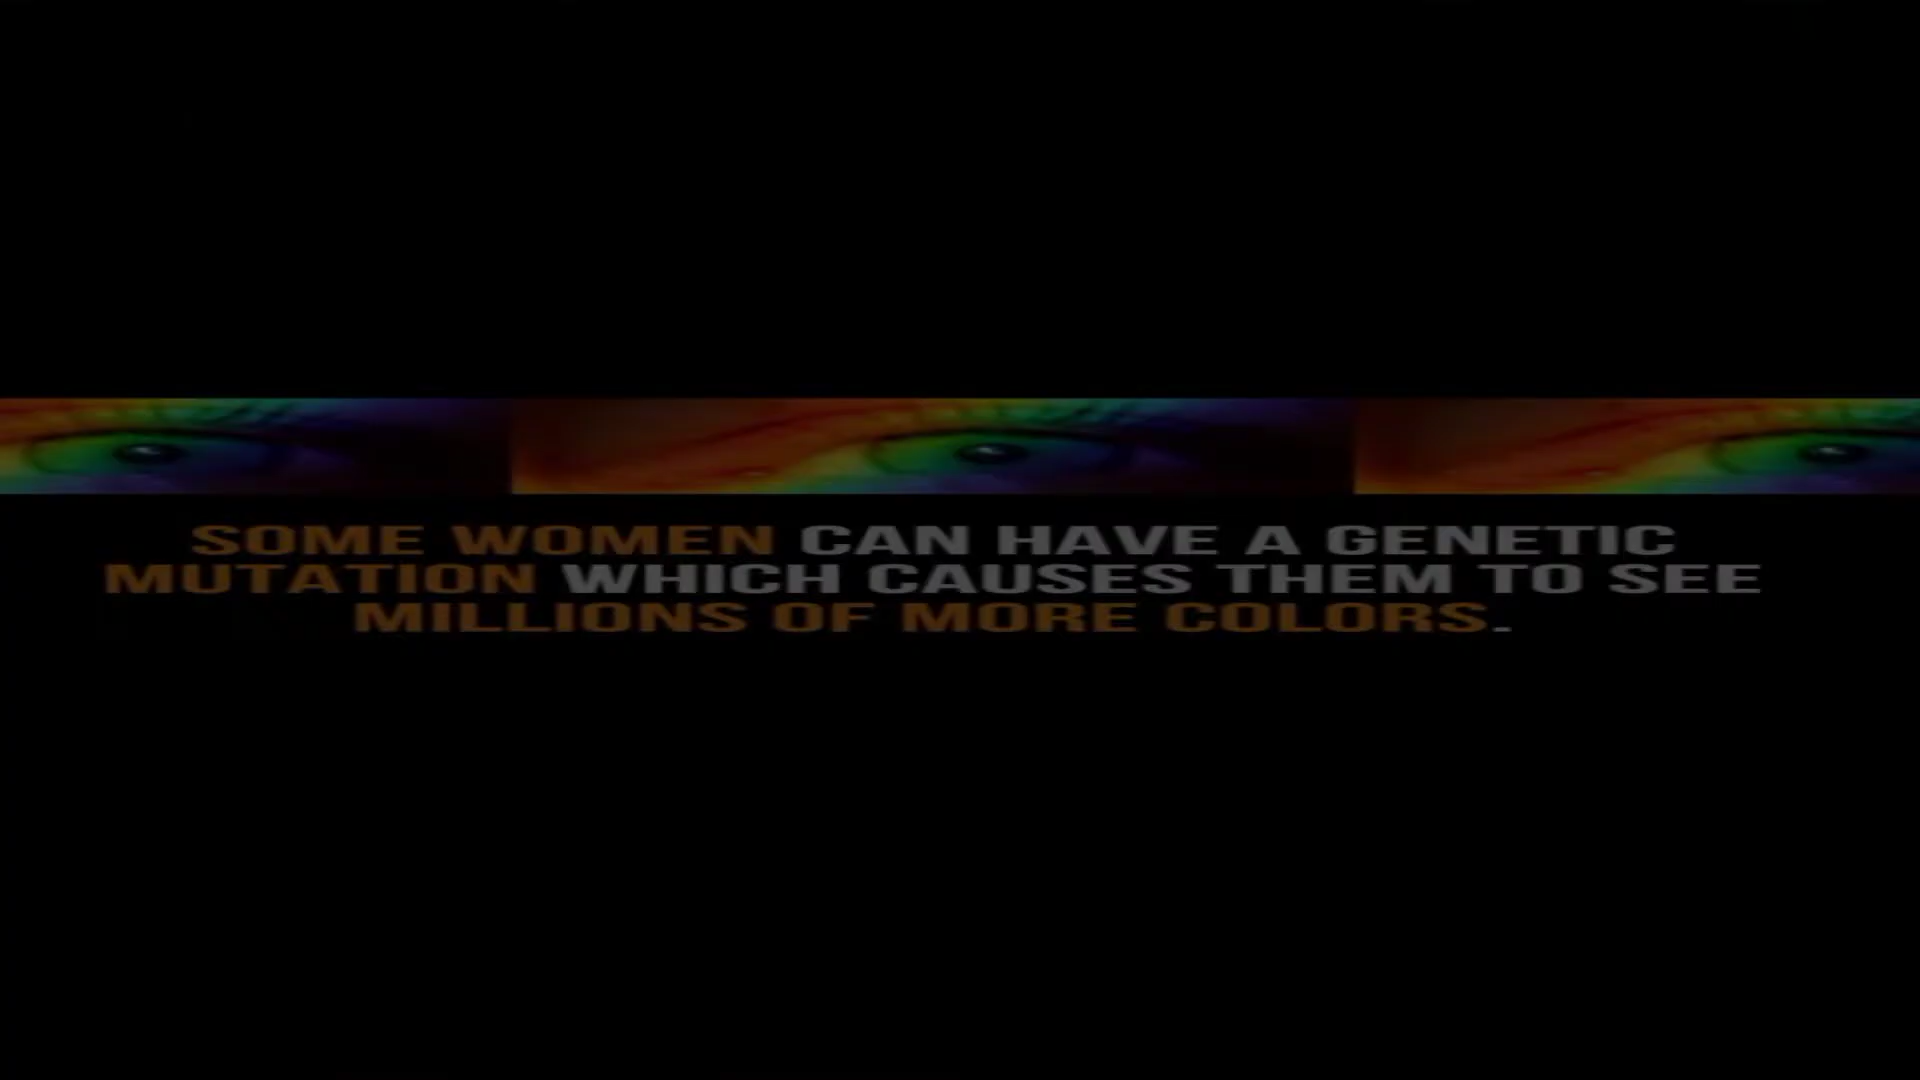 SOME WOMEN CAN HAVE A GENETIC
MUTATION WHICH CAUSES THEM TO SEE
MILLIONS OF MORE COLORS.